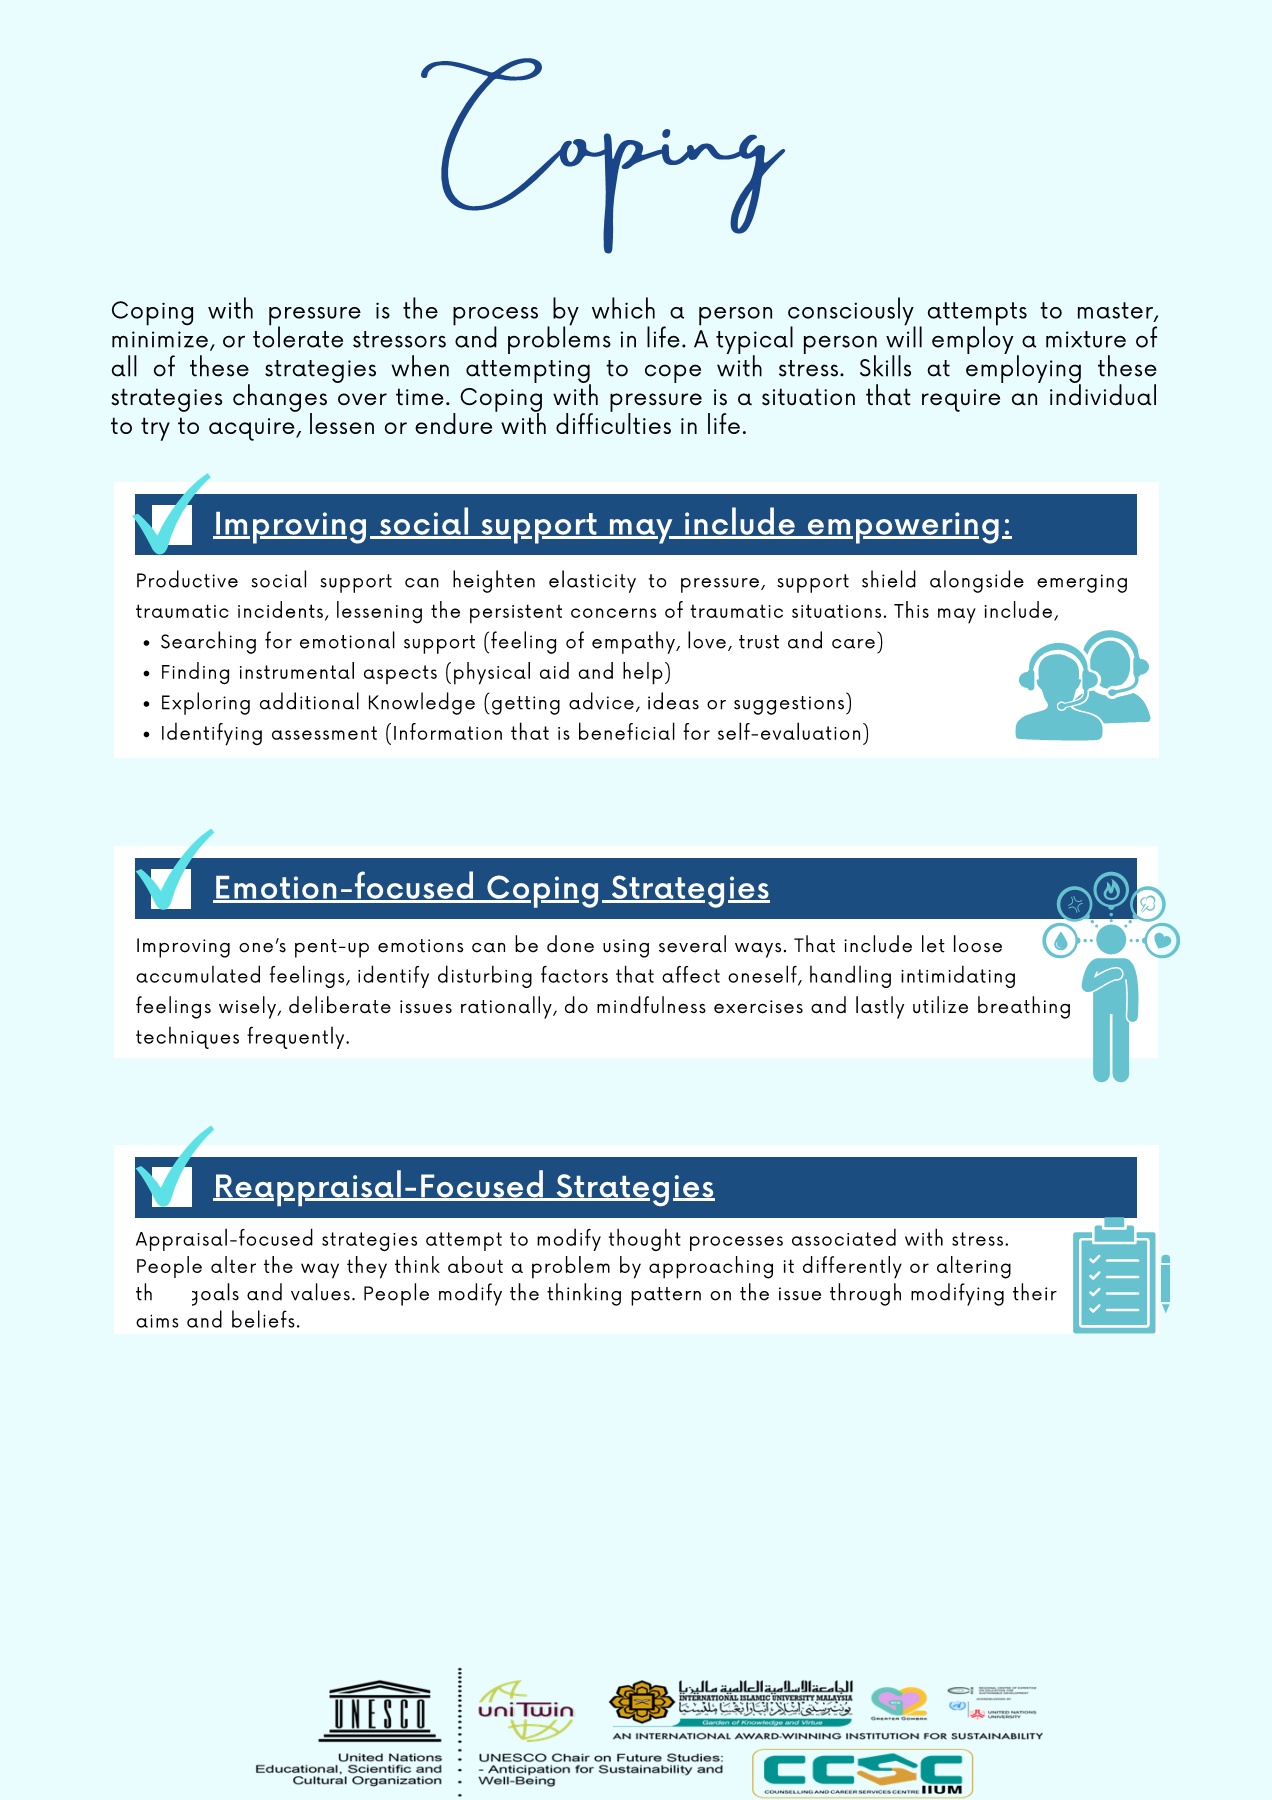 Coping
Coping with pressure is the process by which a person consciously attempts to master,
minimize, or tolerate stressors and problems in life. A typical person will employ a mixture of
all of these strategies when attempting to cope with stress. Skills at employing these
strategies changes over time. Coping with pressure is a situation that require an individual
to try to acquire, lessen or endure with difficulties in life.
Improving social support may include empowering:
Productive social support can heighten elasticity to pressure, support shield alongside emerging
traumatic incidents, lessening the persistent concerns of traumatic situations. This may include,
• Searching for emotional support (feeling of empathy, love, trust and care)
• Finding instrumental aspects (physical aid and help)
• Exploring additional Knowledge (getting advice, ideas or suggestions)
• Identifying assessment (Information that is beneficial for self-evaluation)
Emotion-focused Coping Strategies
Improving one's pent-up emotions can be done using several ways. That include let loose
accumulated feelings, identify disturbing factors that affect oneself, handling intimidating
feelings wisely, deliberate issues rationally, do mindfulness exercises and lastly utilize breathing
techniques frequently.
Reappraisal-Focused Strategies
Appraisal-focused strategies attempt to modify thought processes associated with stress.
People alter the way they think about a problem by approaching it differently or altering
th goals and values. People modify the thinking pattern on the issue through modifying their
aims and beliefs.
UNESCO
United Nations
Educational, Scientific and
Cultural Organization
uniTwin
UNESCO Chair on Future Studies:
- Anticipation for Sustainability and
Well-Being
الجامعة الإسلامية العالمية ماليزيا
INTERNATIONAL ISLAMIC UNIVERSITY MALAYSIA
Garden of Knowledge and Virtue
AN INTERNATIONAL AWARD-WINNING INSTITUTION FOR SUSTAINABILITY
GREATER GOMBAK
UNITED NATIONS
UNIVERSITY
CCSC
COUNSELLING AND CAREER SERVICES CENTRE IIUM